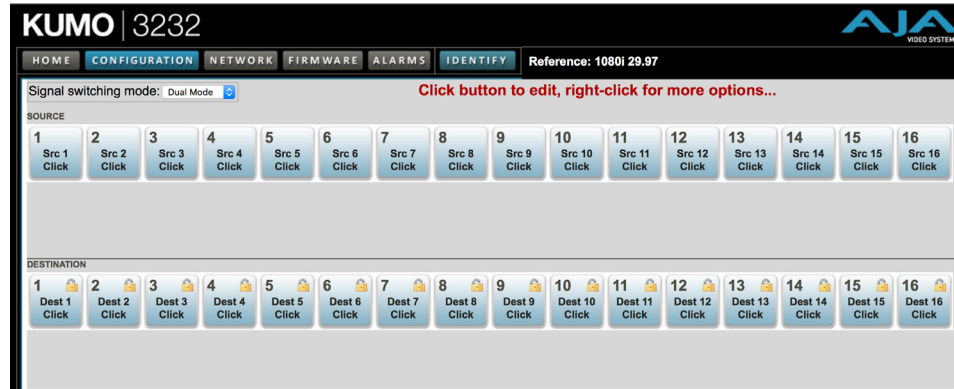 KUMO | 3232
AJA
VIDEO SYSTEM
HOME CONFIGURATION NETWORK FIRMWARE ALARMS IDENTIFY Reference: 1080i 29.97
Signal switching mode: Dual Mode Click button to edit, right-click for more options...
SOURCE
1 2 3 4 5 6 7 8 9 10 11 12 13 14 15 16
Src 1 Src 2 Src 3 Src 4 Src 5 Src 6 Src 7 Src 8 Src 9 Src 10 Src 11 Src 12 Src 13 Src 14 Src 15 Src 16
Click Click Click Click Click Click Click Click Click Click Click Click Click Click Click Click
DESTINATION
1 2 3 4 5 6 7 8 9 10 11 12 13 14 15 16
Dest 1 Dest 2 Dest 3 Dest 4 Dest 5 Dest 6 Dest 7 Dest 8 Dest 9 Dest 10 Dest 11 Dest 12 Dest 13 Dest 14 Dest 15 Dest 16
Click Click Click Click Click Click Click Click Click Click Click Click Click Click Click Click